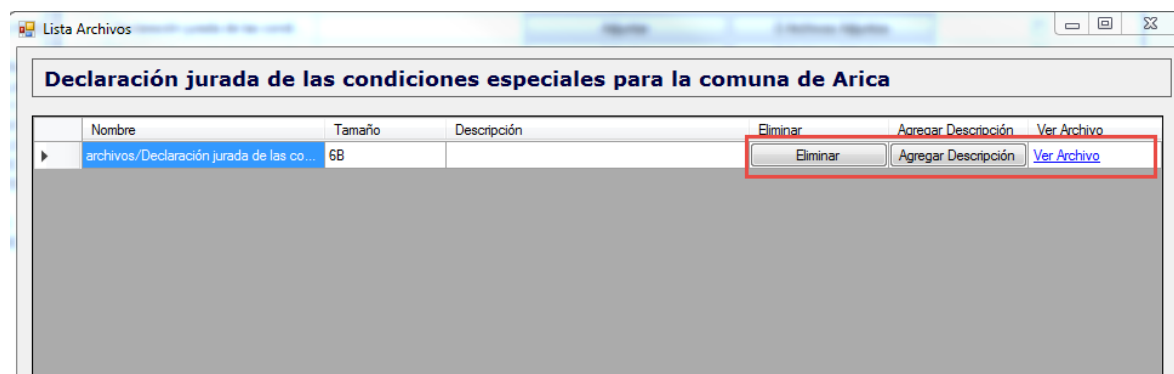 Lista Archivos
Declaración jurada de las condiciones especiales para la comuna de Arica
Nombre Tamaño Descripción Eliminar Agregar Descripción Ver Archivo
archivos/Declaración jurada de las co... 6B Eliminar Agregar Descripción Ver Archivo